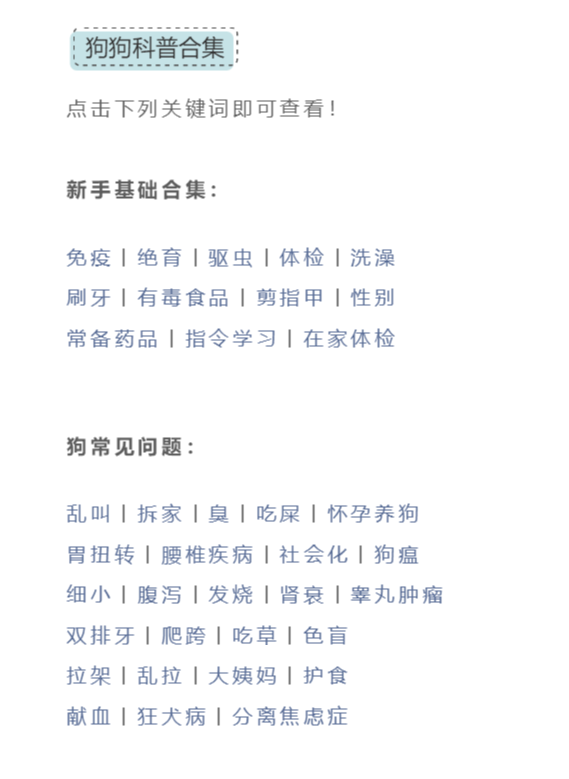 狗狗科普合集
点击下列关键词即可查看！
新手基础合集：
免疫 | 绝育 | 驱虫 | 体检 | 洗澡
刷牙 | 有毒食品 | 剪指甲 | 性别
常备药品 | 指令学习 | 在家体检
狗常见问题：
乱叫 | 拆家 | 臭 | 吃屎 | 怀孕养狗
胃扭转 | 腰椎疾病 | 社会化 | 狗瘟
细小 | 腹泻 | 发烧 | 肾衰 | 睾丸肿瘤
双排牙 | 爬跨 | 吃草 | 色盲
拉架 | 乱拉 | 大姨妈 | 护食
献血 | 狂犬病 | 分离焦虑症